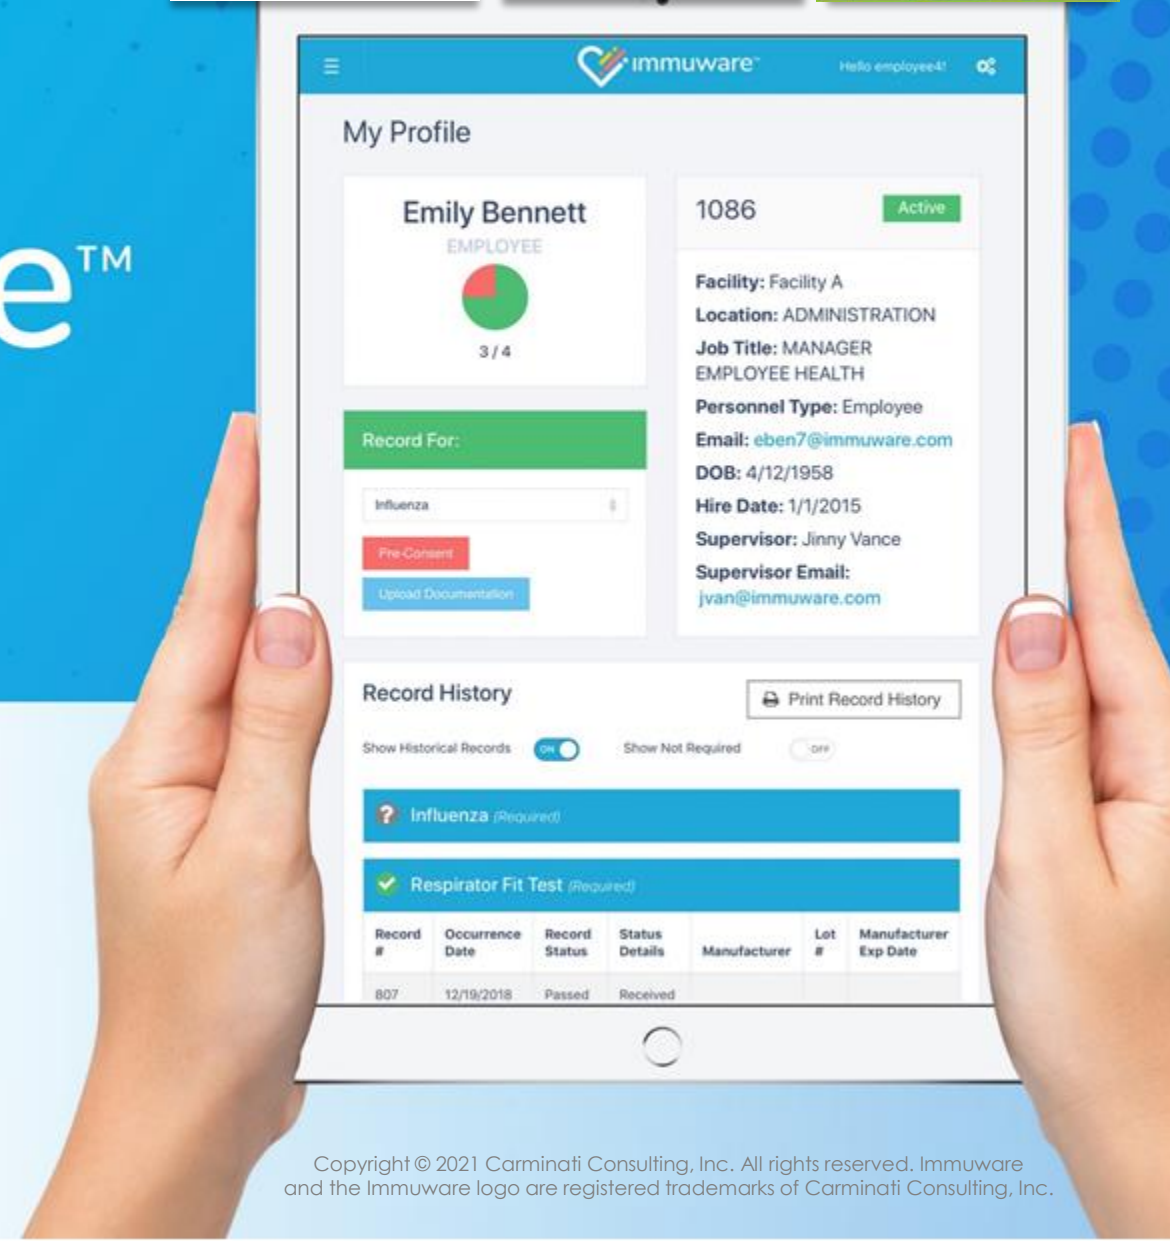 e™
immuware™
Hello employee4!
My Profile
Emily Bennett
EMPLOYEE
3 / 4
1086
Active
Facility: Facility A
Location: ADMINISTRATION
Job Title: MANAGER
EMPLOYEE HEALTH
Personnel Type: Employee
Email: eben7@immuware.com
DOB: 4/12/1958
Hire Date: 1/1/2015
Supervisor: Jinny Vance
Supervisor Email:
jvan@immuware.com
Record For:
Influenza
Pre-Consent
Upload Documentation
Record History
Print Record History
Show Historical Records ON
Show Not Required OFF
? Influenza (Required)
Respirator Fit Test (Required)
Record # Occurrence Date Record Status Status Details Manufacturer Lot # Manufacturer Exp Date
807 12/19/2018 Passed Received
Copyright © 2021 Carminati Consulting, Inc. All rights reserved. Immuware
and the Immuware logo are registered trademarks of Carminati Consulting, Inc.